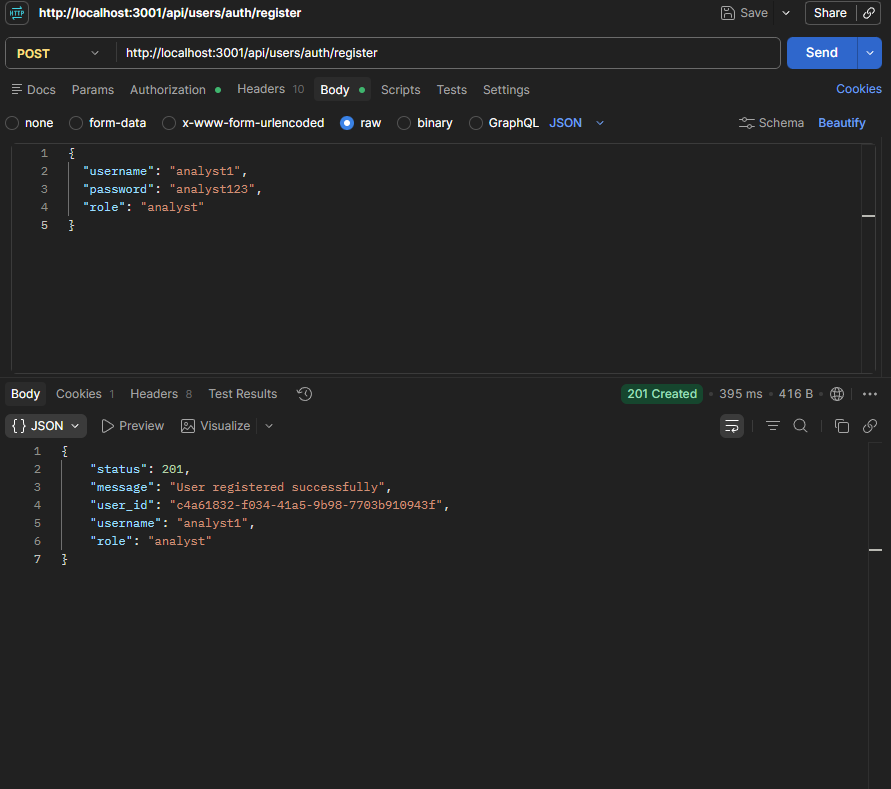 HTTP http://localhost:3001/api/users/auth/register Save Share
POST http://localhost:3001/api/users/auth/register Send
Docs Params Authorization Headers 10 Body Scripts Tests Settings Cookies
none form-data x-www-form-urlencoded raw binary GraphQL JSON Schema Beautify
1 {
2 "username": "analyst1",
3 "password": "analyst123",
4 "role": "analyst"
5 }
Body Cookies 1 Headers 8 Test Results 201 Created 395 ms 416 B
{} JSON Preview Visualize
1 {
2 "status": 201,
3 "message": "User registered successfully",
4 "user_id": "c4a61832-f034-41a5-9b98-7703b910943f",
5 "username": "analyst1",
6 "role": "analyst"
7 }